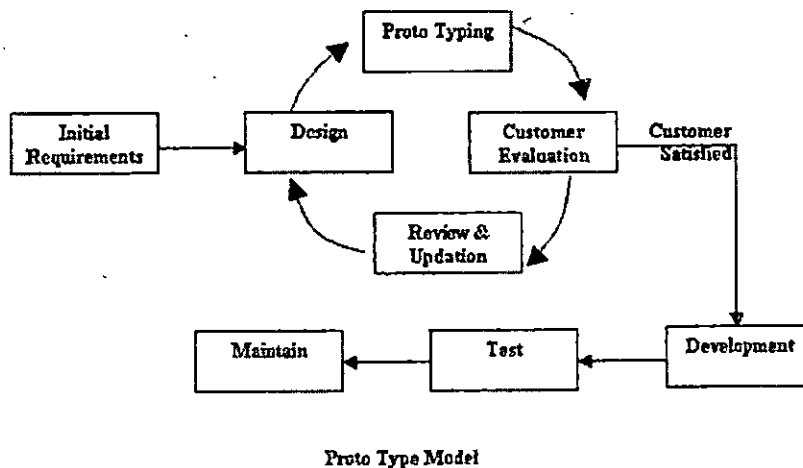 Proto Typing
Initial
Requirements
Design
Customer
Evaluation
Customer
Satisfied
Review &
Updation
Maintain
Test
Development
Proto Type Model